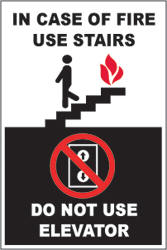 IN CASE OF FIRE
USE STAIRS
DO NOT USE
ELEVATOR